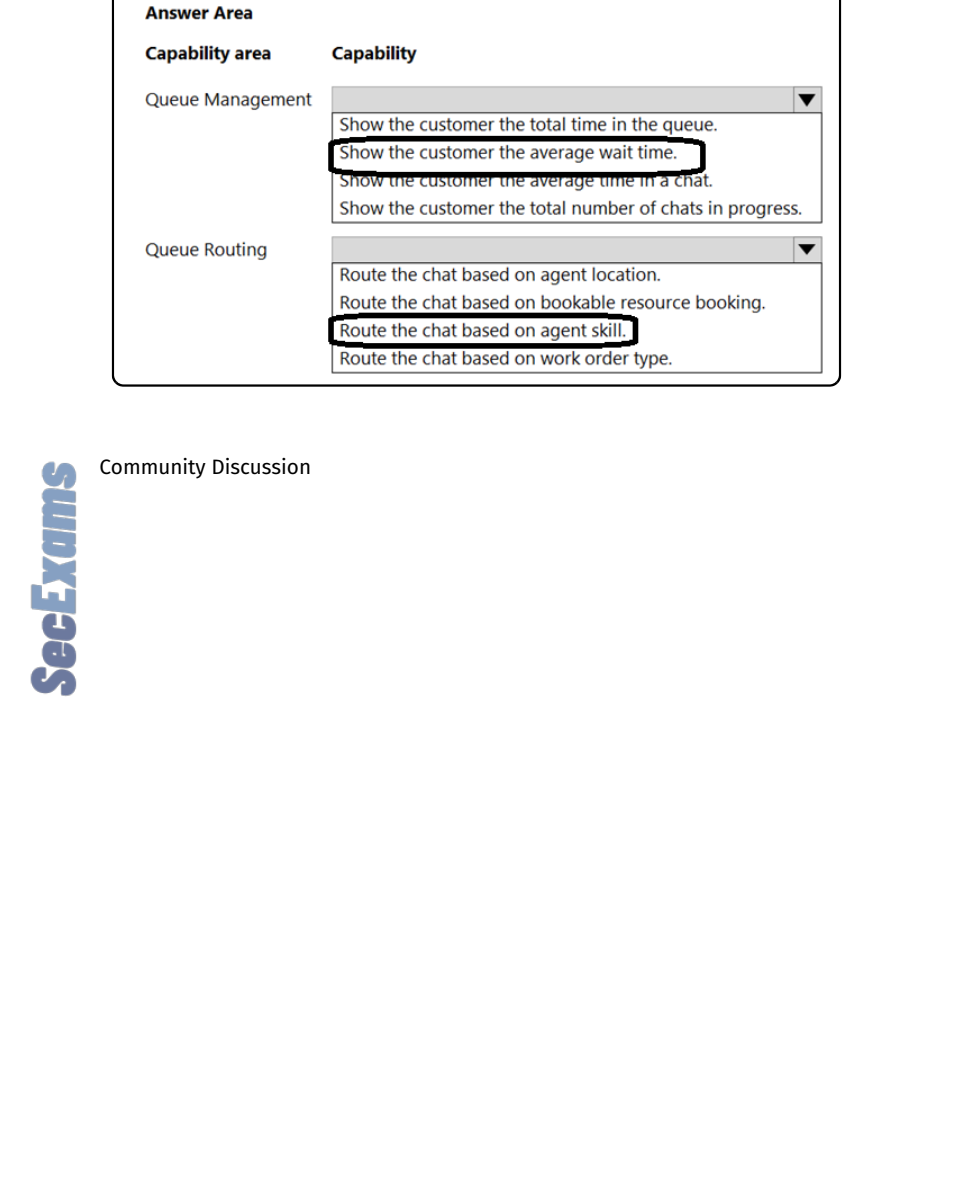 Answer Area
Capability area Capability
Queue Management
Show the customer the total time in the queue.
Show the customer the average wait time.
Show the customer the average time in a chat.
Show the customer the total number of chats in progress.
Queue Routing
Route the chat based on agent location.
Route the chat based on bookable resource booking.
Route the chat based on agent skill.
Route the chat based on work order type.
Community Discussion
SecExams